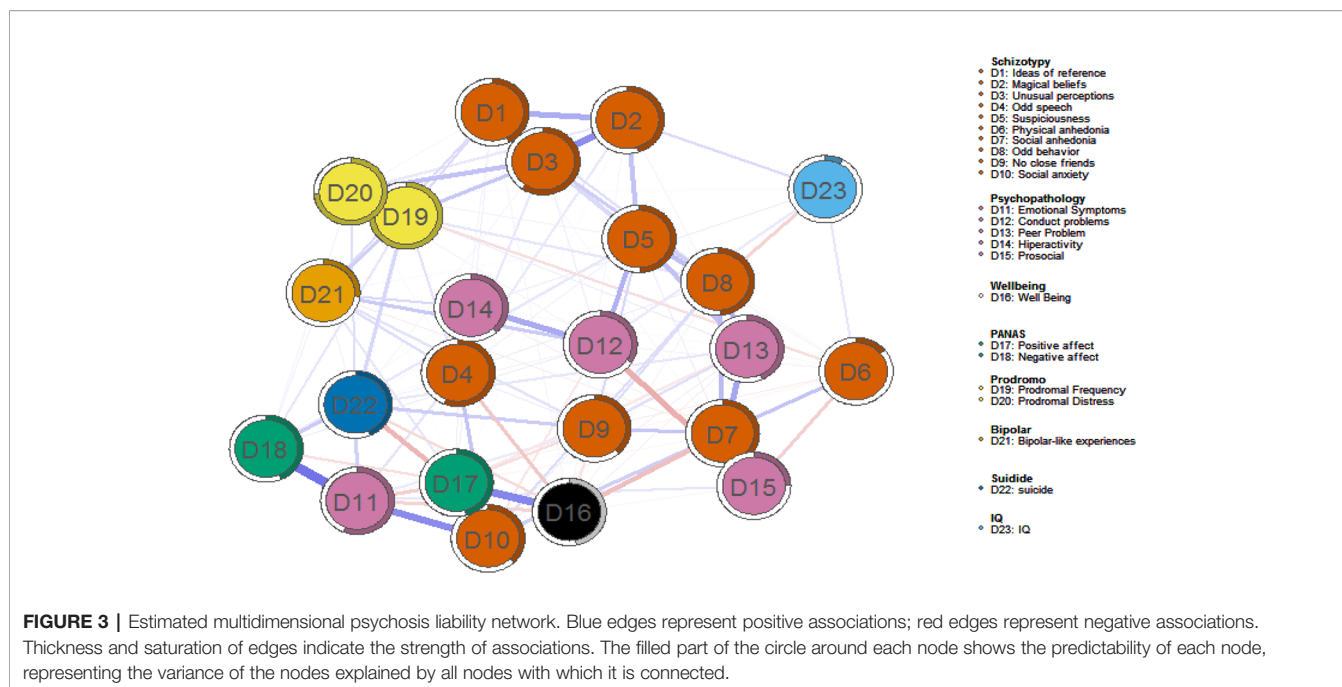 D1
D2
D3
D20
D19
D23
D5
D8
D21
D14
D12
D13
D4
D6
D22
D9
D7
D18
D17
D11
D15
D16
D10
Schizotypy
D1: Ideas of reference
D2: Magical beliefs
D3: Unusual perceptions
D4: Odd speech
D5: Suspiciousness
D6: Physical anhedonia
D7: Social anhedonia
D8: Odd behavior
D9: No close friends
D10: Social anxiety
Psychopathology
D11: Emotional Symptoms
D12: Conduct problems
D13: Peer Problem
D14: Hiperactivity
D15: Prosocial
Wellbeing
D16: Well Being
PANAS
D17: Positive affect
D18: Negative affect
Prodromo
D19: Prodromal Frequency
D20: Prodromal Distress
Bipolar
D21: Bipolar-like experiences
Suidide
D22: suicide
IQ
D23: IQ
FIGURE 3 | Estimated multidimensional psychosis liability network. Blue edges represent positive associations; red edges represent negative associations.
Thickness and saturation of edges indicate the strength of associations. The filled part of the circle around each node shows the predictability of each node,
representing the variance of the nodes explained by all nodes with which it is connected.